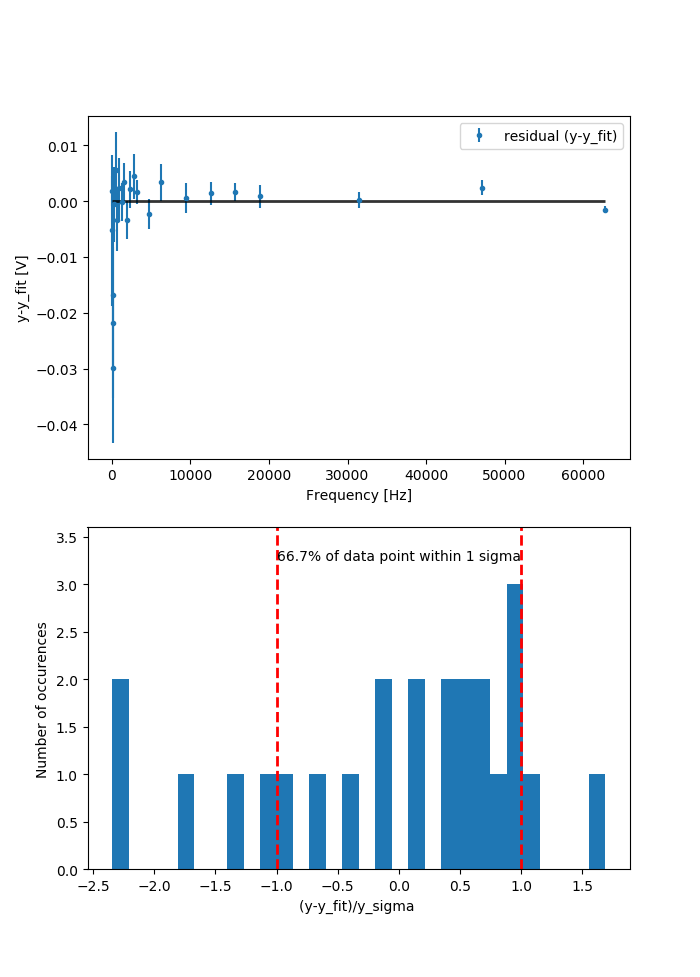 residual (y-y_fit)
0.01
0.00
−0.01
−0.02
−0.03
−0.04
y-y_fit [V]
0 10000 20000 30000 40000 50000 60000
Frequency [Hz]
66.7% of data point within 1 sigma
3.5
3.0
2.5
2.0
1.5
1.0
0.5
0.0
Number of occurences
−2.5 −2.0 −1.5 −1.0 −0.5 0.0 0.5 1.0 1.5
(y-y_fit)/y_sigma